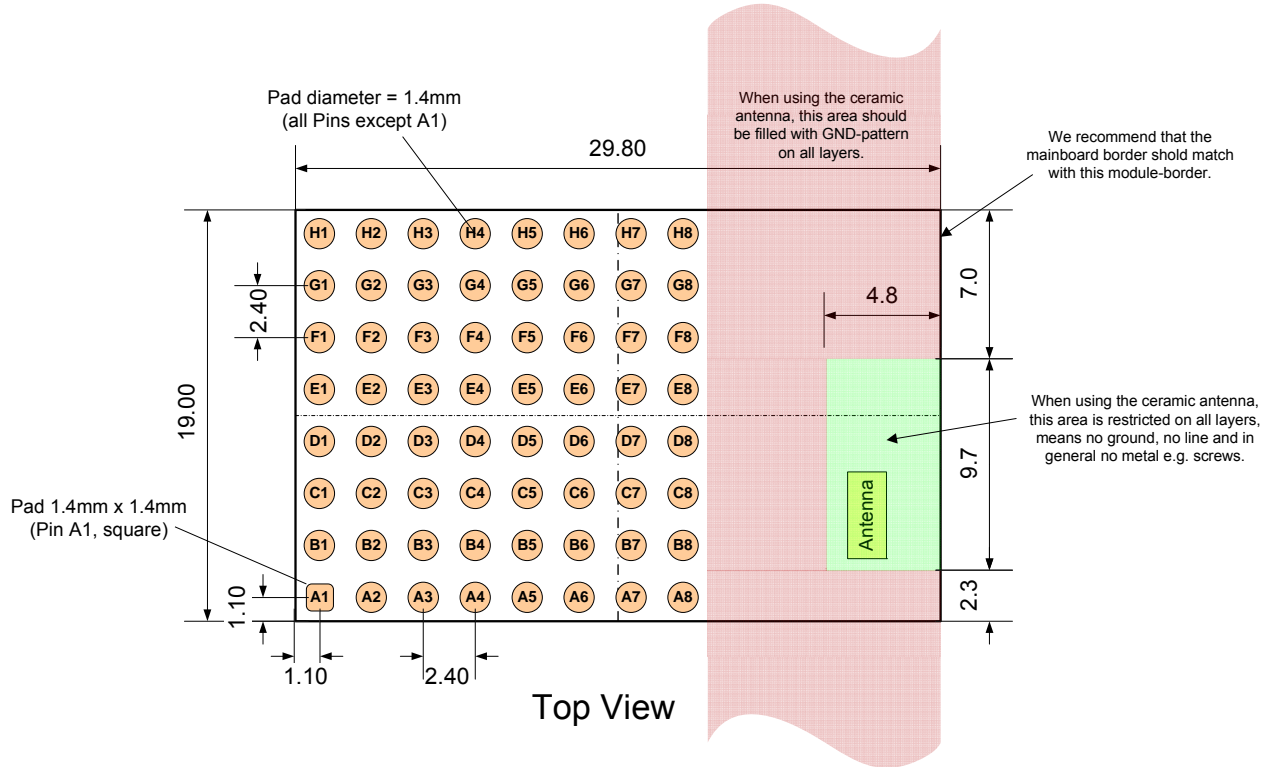 Pad diameter = 1.4mm
(all Pins except A1)
When using the ceramic
antenna, this area should
be filled with GND-pattern
on all layers.
We recommend that the
mainboard border shold match
with this module-border.
29.80
H1 H2 H3 H4 H5 H6 H7 H8
G1 G2 G3 G4 G5 G6 G7 G8
F1 F2 F3 F4 F5 F6 F7 F8
E1 E2 E3 E4 E5 E6 E7 E8
D1 D2 D3 D4 D5 D6 D7 D8
C1 C2 C3 C4 C5 C6 C7 C8
B1 B2 B3 B4 B5 B6 B7 B8
A1 A2 A3 A4 A5 A6 A7 A8
2.40
19.00
7.0
4.8
When using the ceramic antenna,
this area is restricted on all layers,
means no ground, no line and in
general no metal e.g. screws.
9.7
Antenna
Pad 1.4mm x 1.4mm
(Pin A1, square)
2.3
1.10
1.10
2.40
Top View